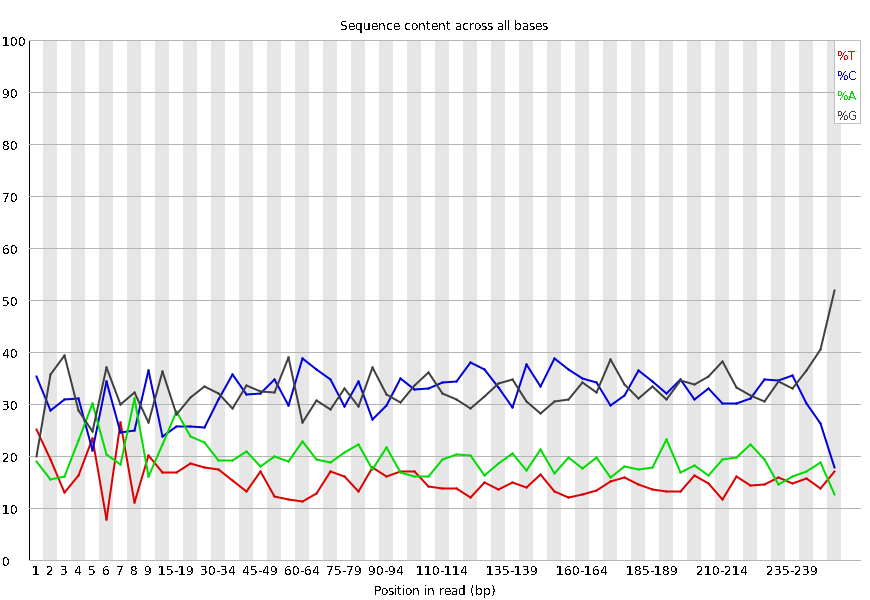 Sequence content across all bases
100
90
80
70
60
50
40
30
20
10
0
%T
%C
%A
%G
1 2 3 4 5 6 7 8 9 15-19 30-34 45-49 60-64 75-79 90-94 110-114 135-139 160-164 185-189 210-214 235-239
Position in read (bp)